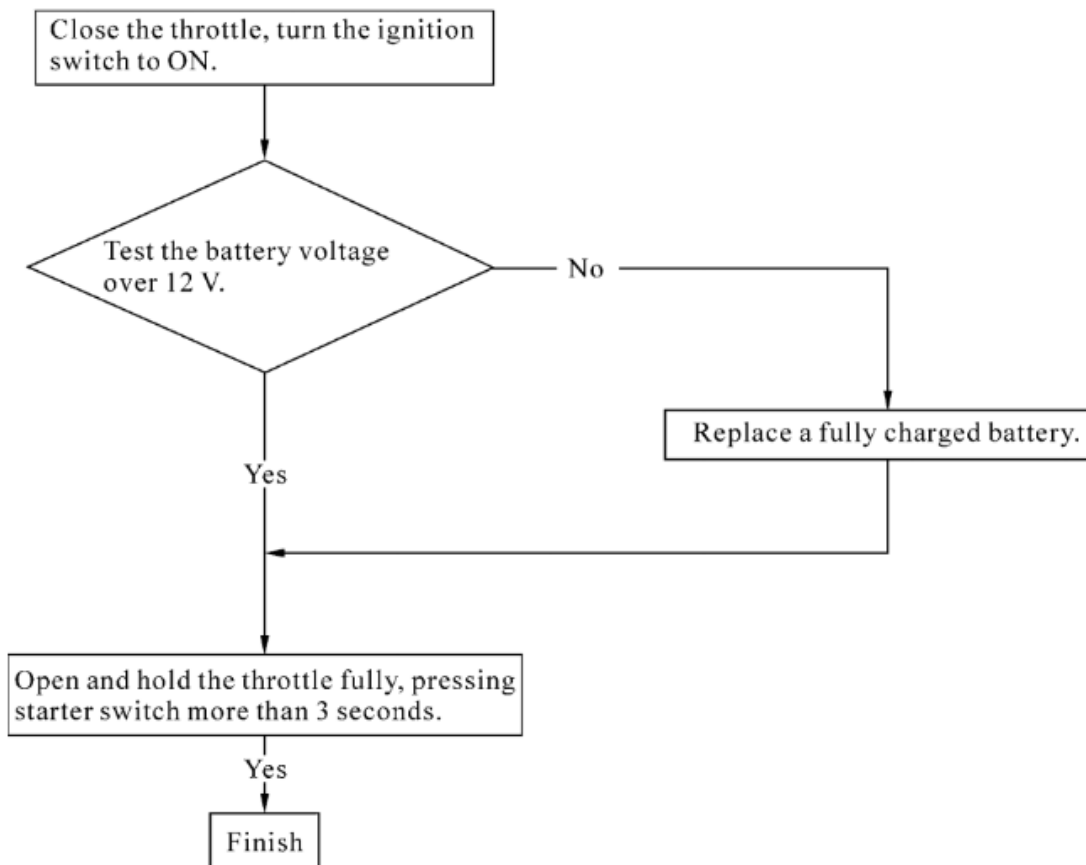 Close the throttle, turn the ignition
switch to ON.
Test the battery voltage
over 12 V.
No
Replace a fully charged battery.
Yes
Open and hold the throttle fully, pressing
starter switch more than 3 seconds.
Yes
Finish